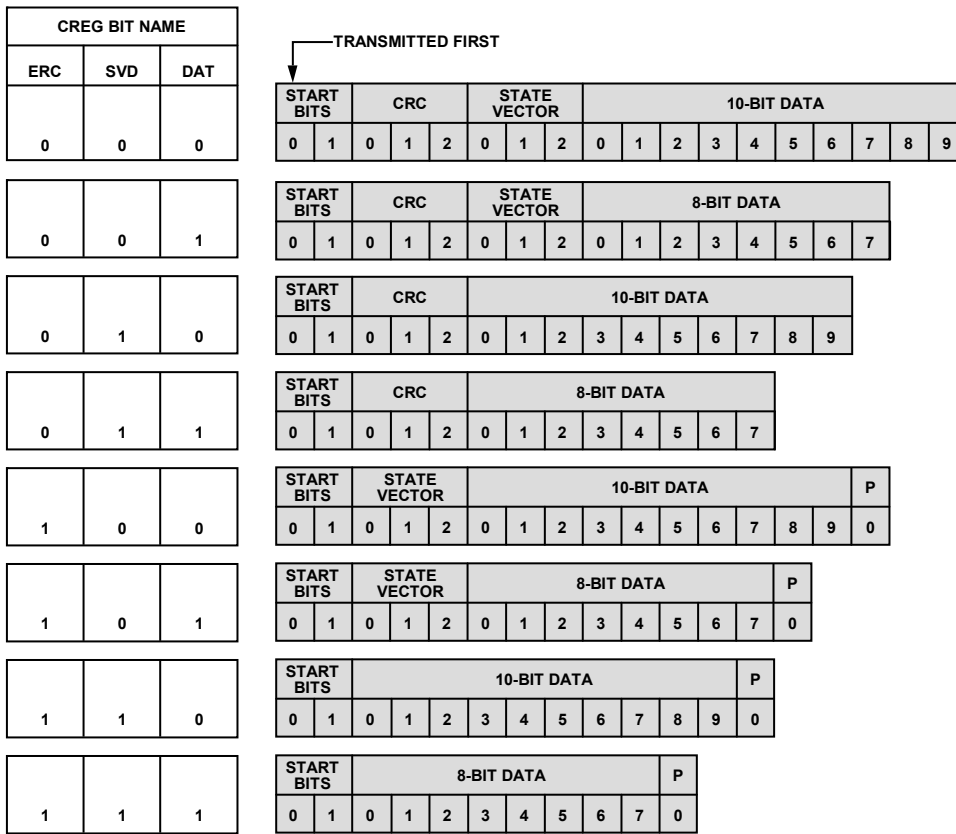 CREG BIT NAME
ERC SVD DAT
TRANSMITTED FIRST
START BITS CRC STATE VECTOR 10-BIT DATA
0 0 0 0 1 0 1 2 0 1 2 0 1 2 3 4 5 6 7 8 9
START BITS CRC STATE VECTOR 8-BIT DATA
0 0 1 0 1 0 1 2 0 1 2 0 1 2 3 4 5 6 7
START BITS CRC 10-BIT DATA
0 1 0 0 1 0 1 2 0 1 2 3 4 5 6 7 8 9
START BITS CRC 8-BIT DATA
0 1 1 0 1 0 1 2 0 1 2 3 4 5 6 7
START BITS STATE VECTOR 10-BIT DATA P
1 0 0 0 1 0 1 2 0 1 2 3 4 5 6 7 8 9 0
START BITS STATE VECTOR 8-BIT DATA P
1 0 1 0 1 0 1 2 0 1 2 3 4 5 6 7 0
START BITS 10-BIT DATA P
1 1 0 0 1 0 1 2 3 4 5 6 7 8 9 0
START BITS 8-BIT DATA P
1 1 1 0 1 0 1 2 3 4 5 6 7 0